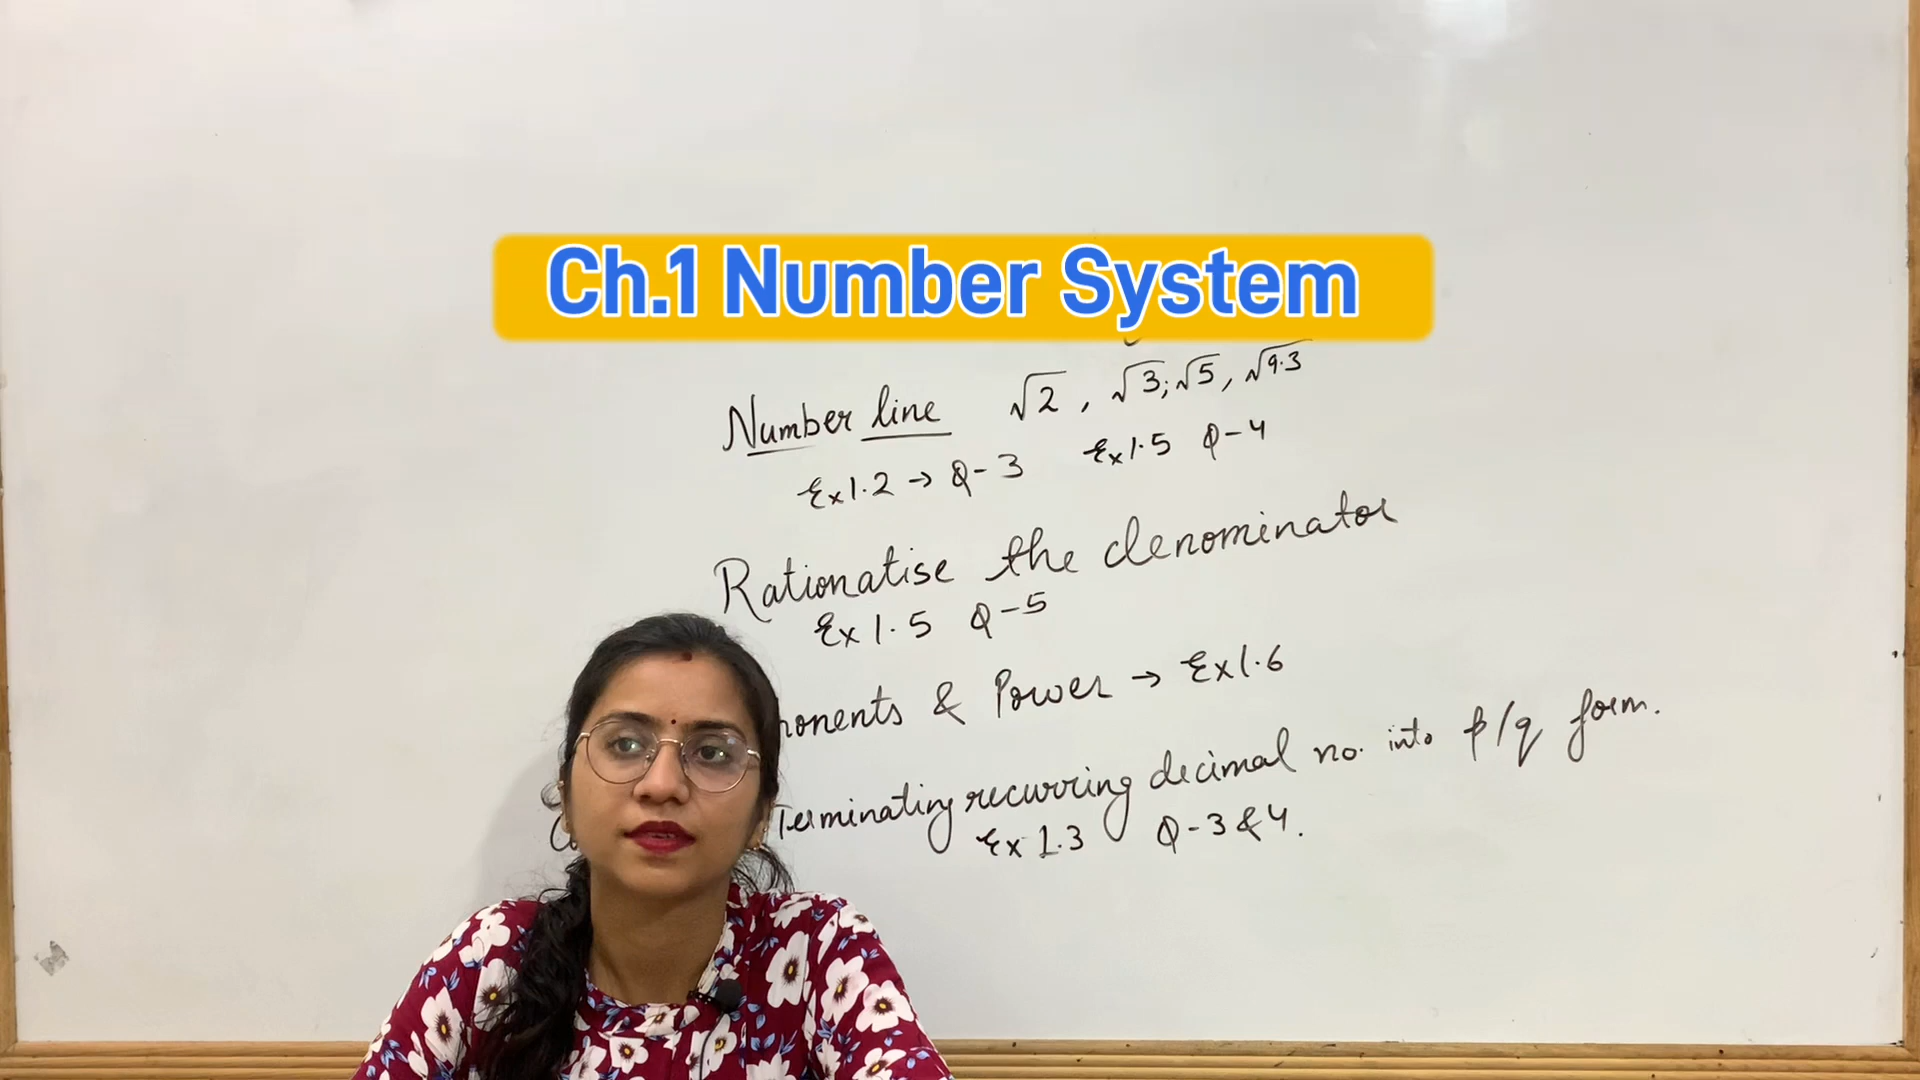 Ch.1 Number System
Number line √2, √3, √5, √9.3
Ex 1.2 → Q-3 Ex 1.5 Q-4
Rationatise the denominator
Ex 1.5 Q-5
& Power → Ex 1.6
Terminating recurring decimal no. into p/q form.
Ex 1.3 Q-3 & 4.